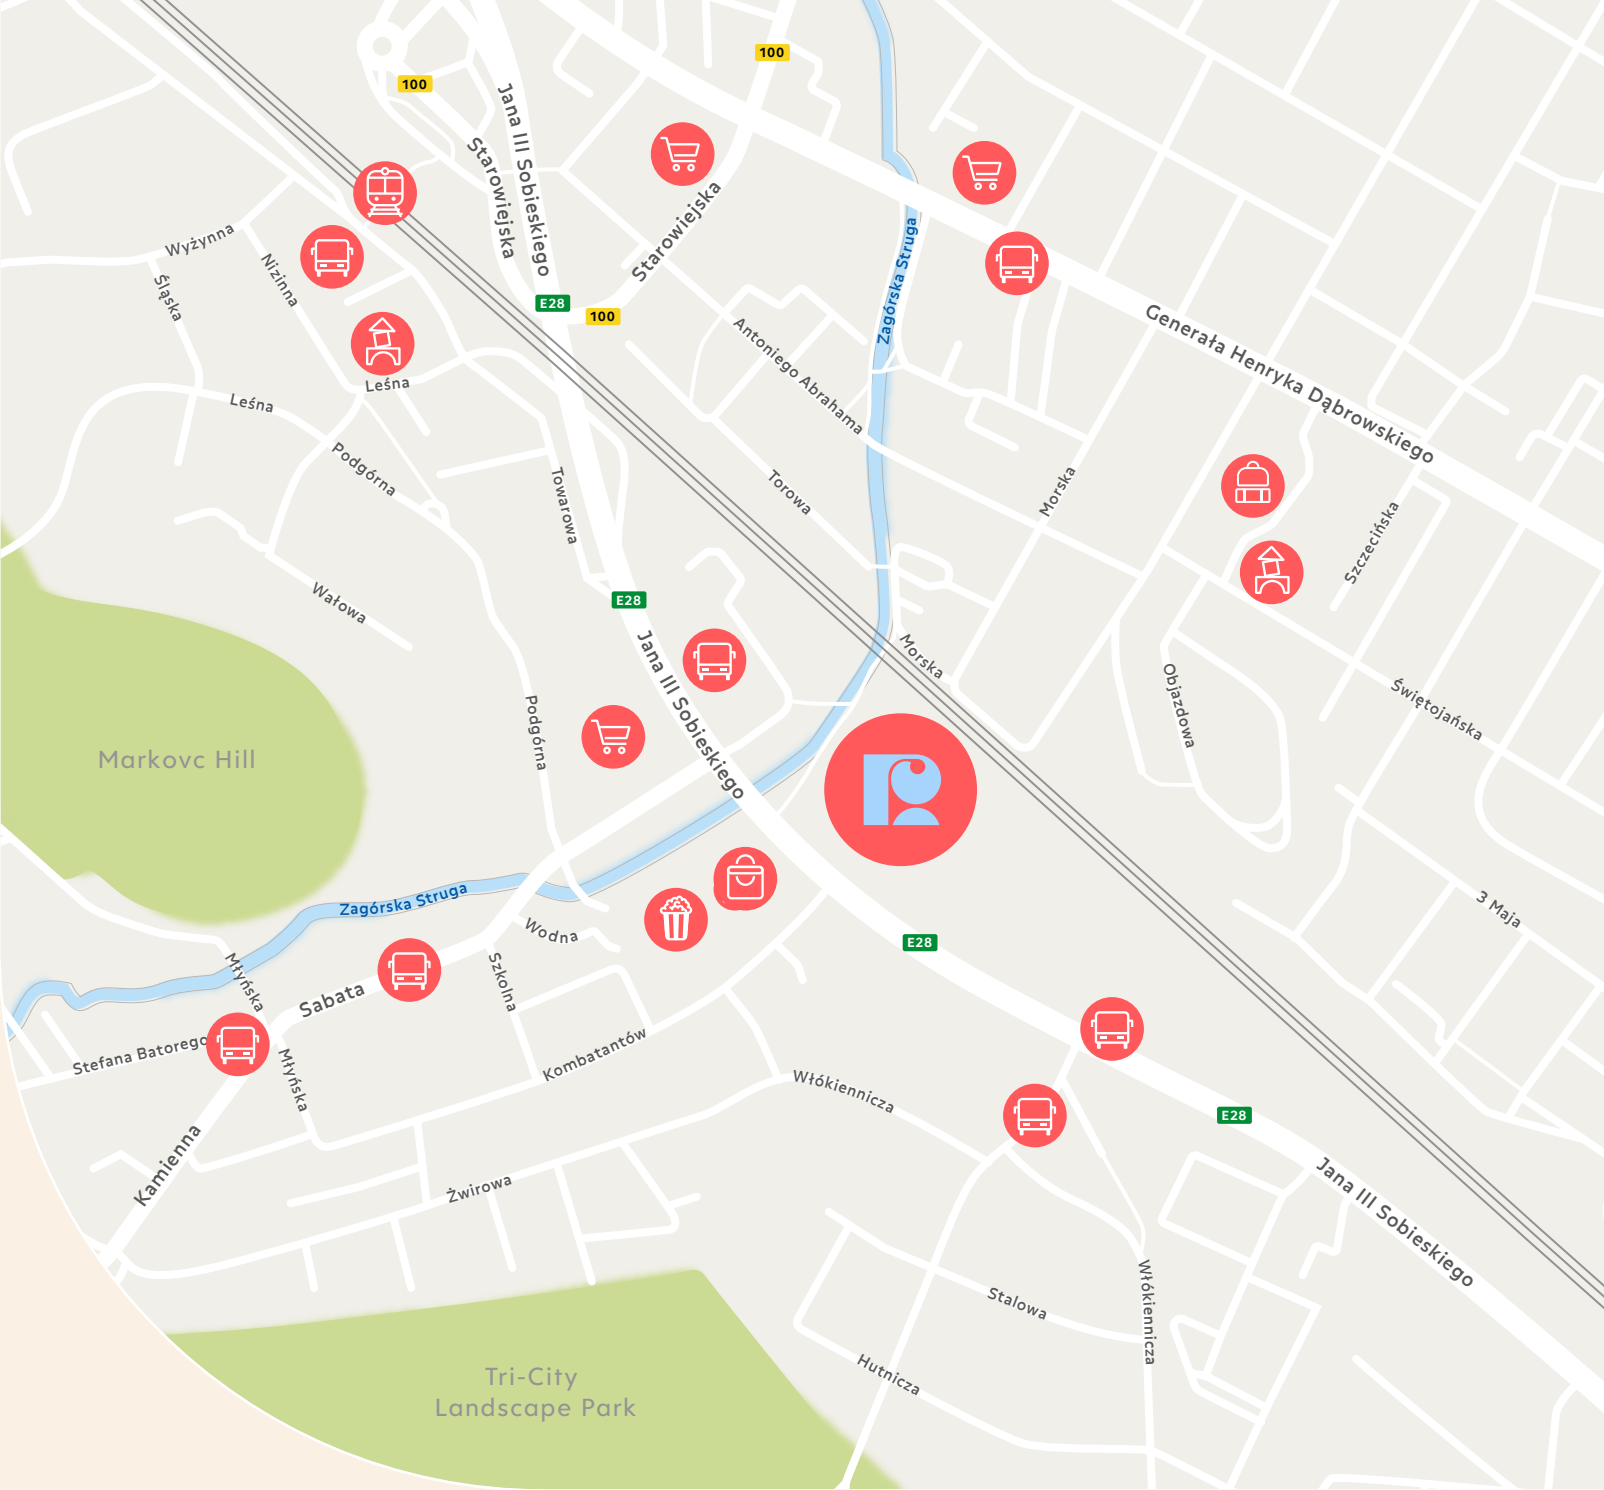 100
100
Jana III Sobieskiego
Starowiejska
Starowiejska
Wyżynna
Nizinna
Śląska
Zagórska Struga
E28
100
Generała Henryka Dąbrowskiego
Antoniego Abrahama
Leśna
Leśna
Podgórna
Towarowa
Torowa
Morska
Szczecińska
Wałowa
E28
Jana III Sobieskiego
Morska
Objazdowa
Świętojańska
Podgórna
Markovc Hill
Zagórska Struga
Wodna
3 Maja
E28
Młyńska
Szkolna
Sabata
Stefana Batorego
Młyńska
Kombatantów
Włókiennicza
E28
Kamienna
Żwirowa
Jana III Sobieskiego
Włókiennicza
Stalowa
Hutnicza
Tri-City
Landscape Park